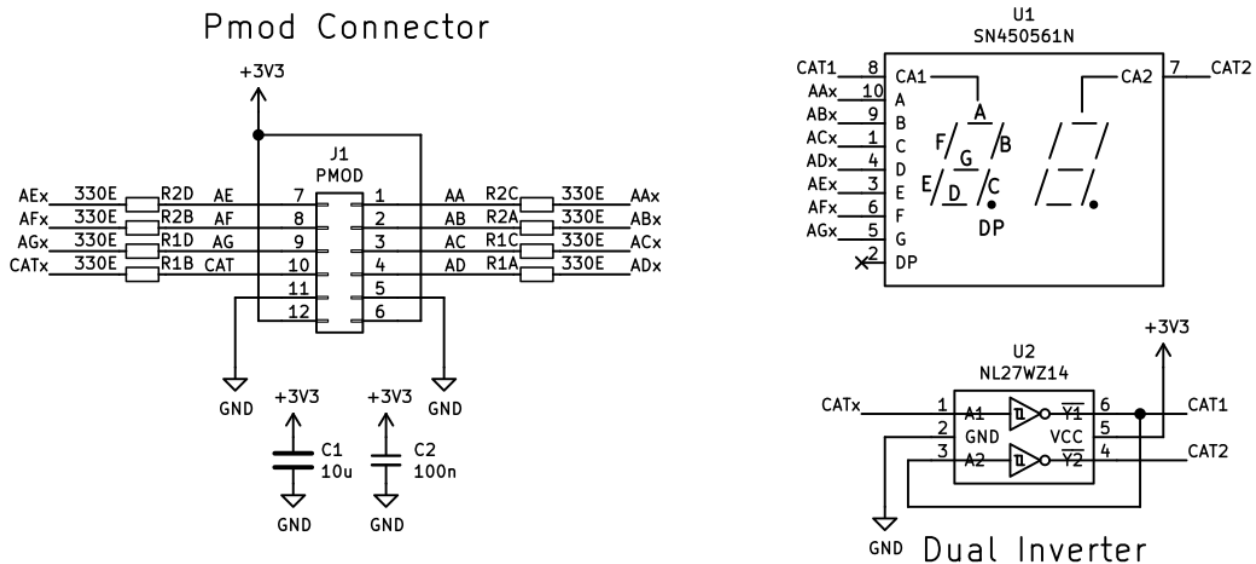 Pmod Connector
+3V3
J1
PMOD
AEx 330E R2D AE 7 1 AA R2C 330E AAx
AFx 330E R2B AF 8 2 AB R2A 330E ABx
AGx 330E R1D AG 9 3 AC R1C 330E ACx
CATx 330E R1B CAT 10 4 AD R1A 330E ADx
11 5
12 6
GND GND
+3V3 +3V3
C1 C2
10u 100n
GND GND
U1
SN450561N
CAT1 8 CA1 CA2 7 CAT2
AAx 10 A A
ABx 9 B F B
ACx 1 C G
ADx 4 D
AEx 3 E E D C
AFx 6 F DP
AGx 5 G
2 DP
+3V3
U2
NL27WZ14
CATx 1 A1 Y1 6 CAT1
2 GND VCC 5
3 A2 Y2 4 CAT2
GND
Dual Inverter